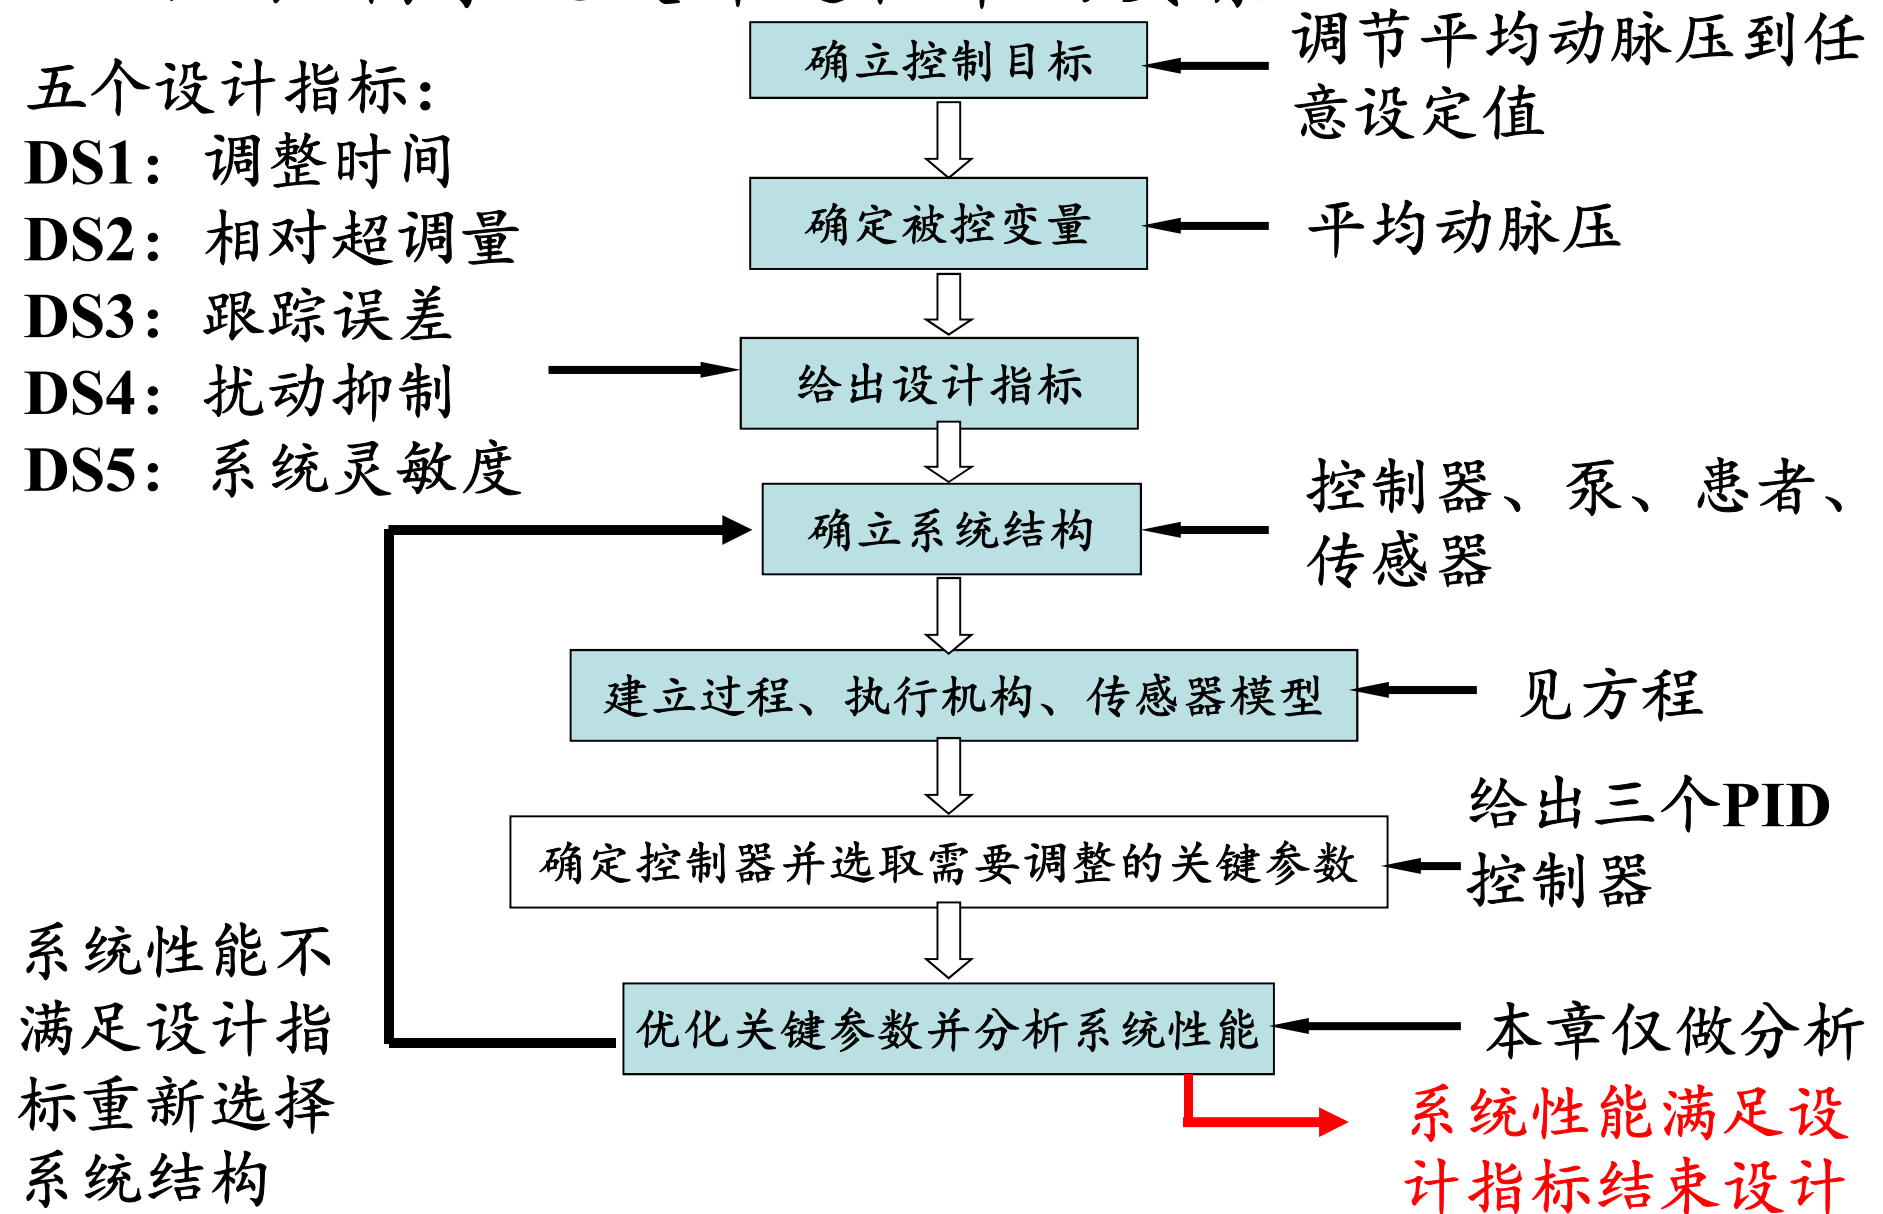 确立控制目标
调节平均动脉压到任
意设定值
五个设计指标：
DS1：调整时间
DS2：相对超调量
DS3：跟踪误差
DS4：扰动抑制
DS5：系统灵敏度
确定被控变量
平均动脉压
给出设计指标
确立系统结构
控制器、泵、患者、
传感器
建立过程、执行机构、传感器模型
见方程
确定控制器并选取需要调整的关键参数
给出三个PID
控制器
优化关键参数并分析系统性能
本章仅做分析
系统性能不
满足设计指
标重新选择
系统结构
系统性能满足设
计指标结束设计